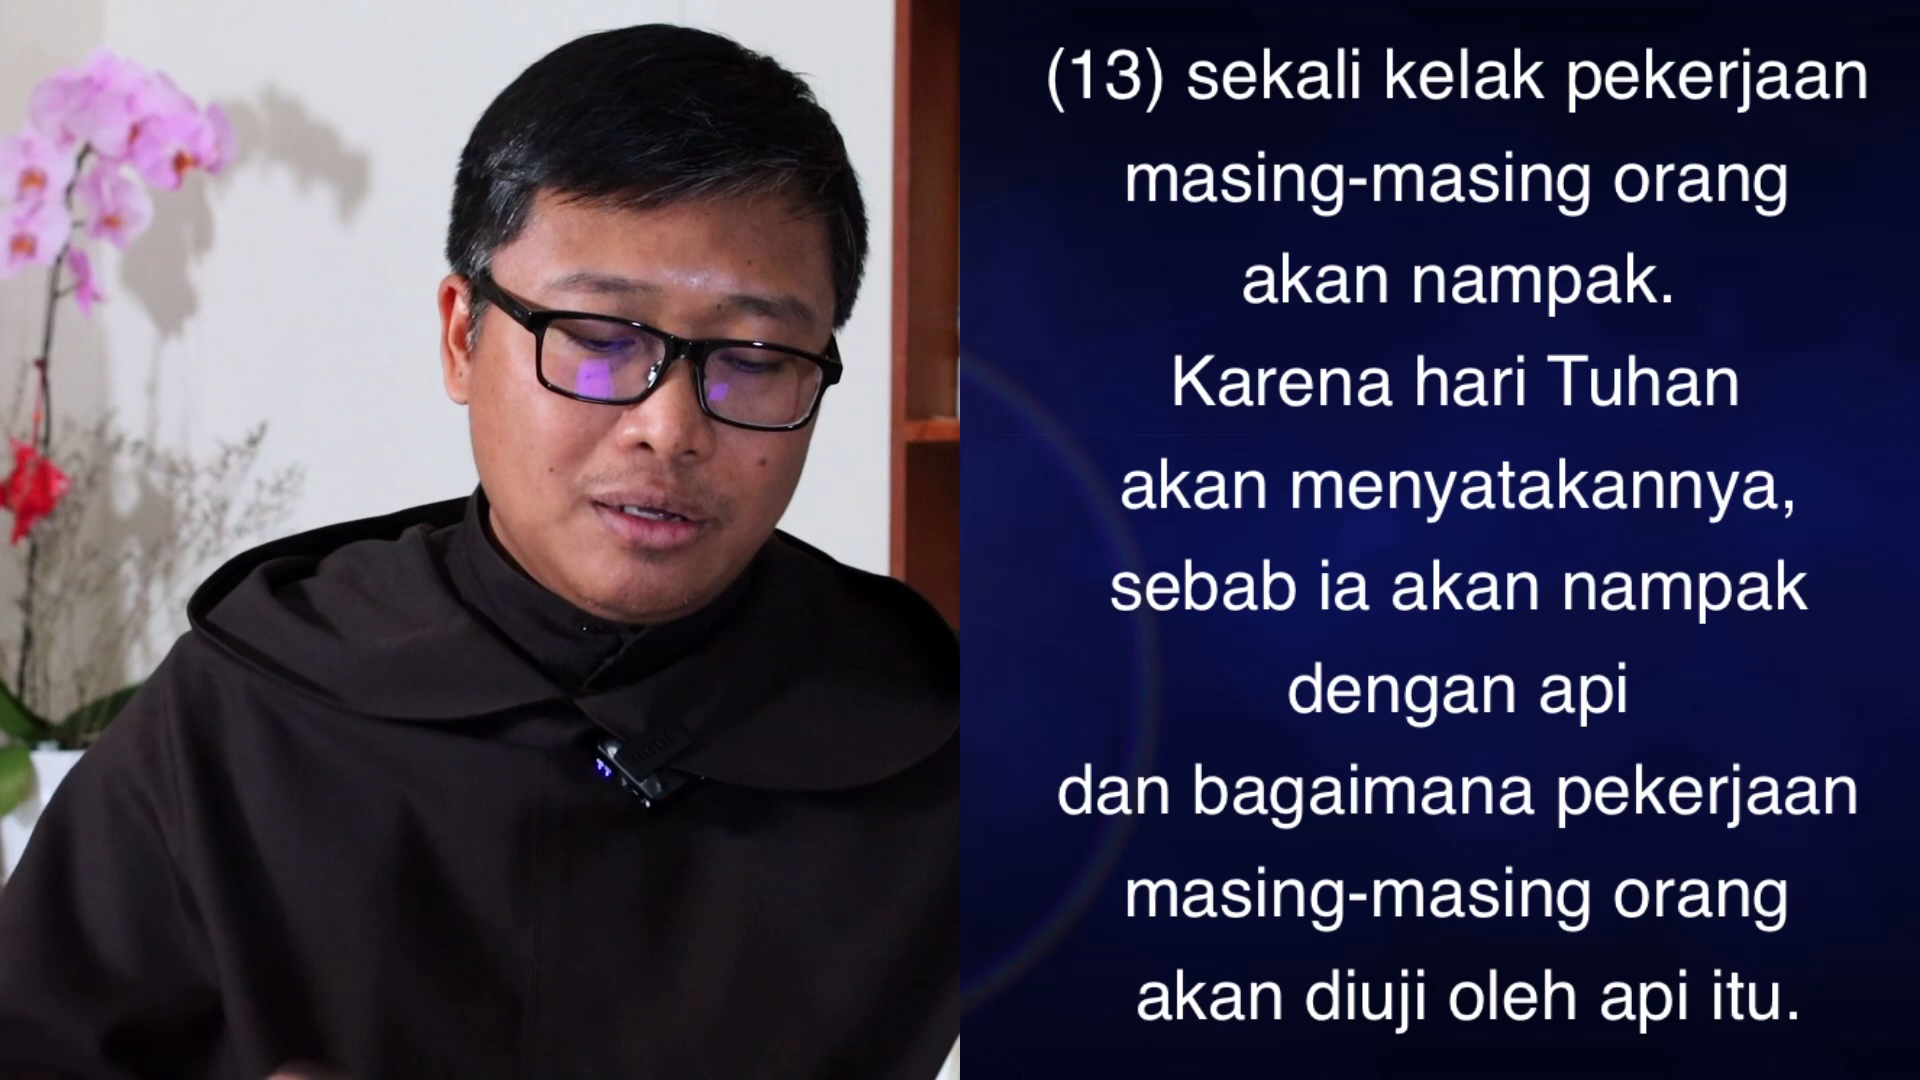 (13) sekali kelak pekerjaan
masing-masing orang
akan nampak.
Karena hari Tuhan
akan menyatakannya,
sebab ia akan nampak
dengan api
dan bagaimana pekerjaan
masing-masing orang
akan diuji oleh api itu.